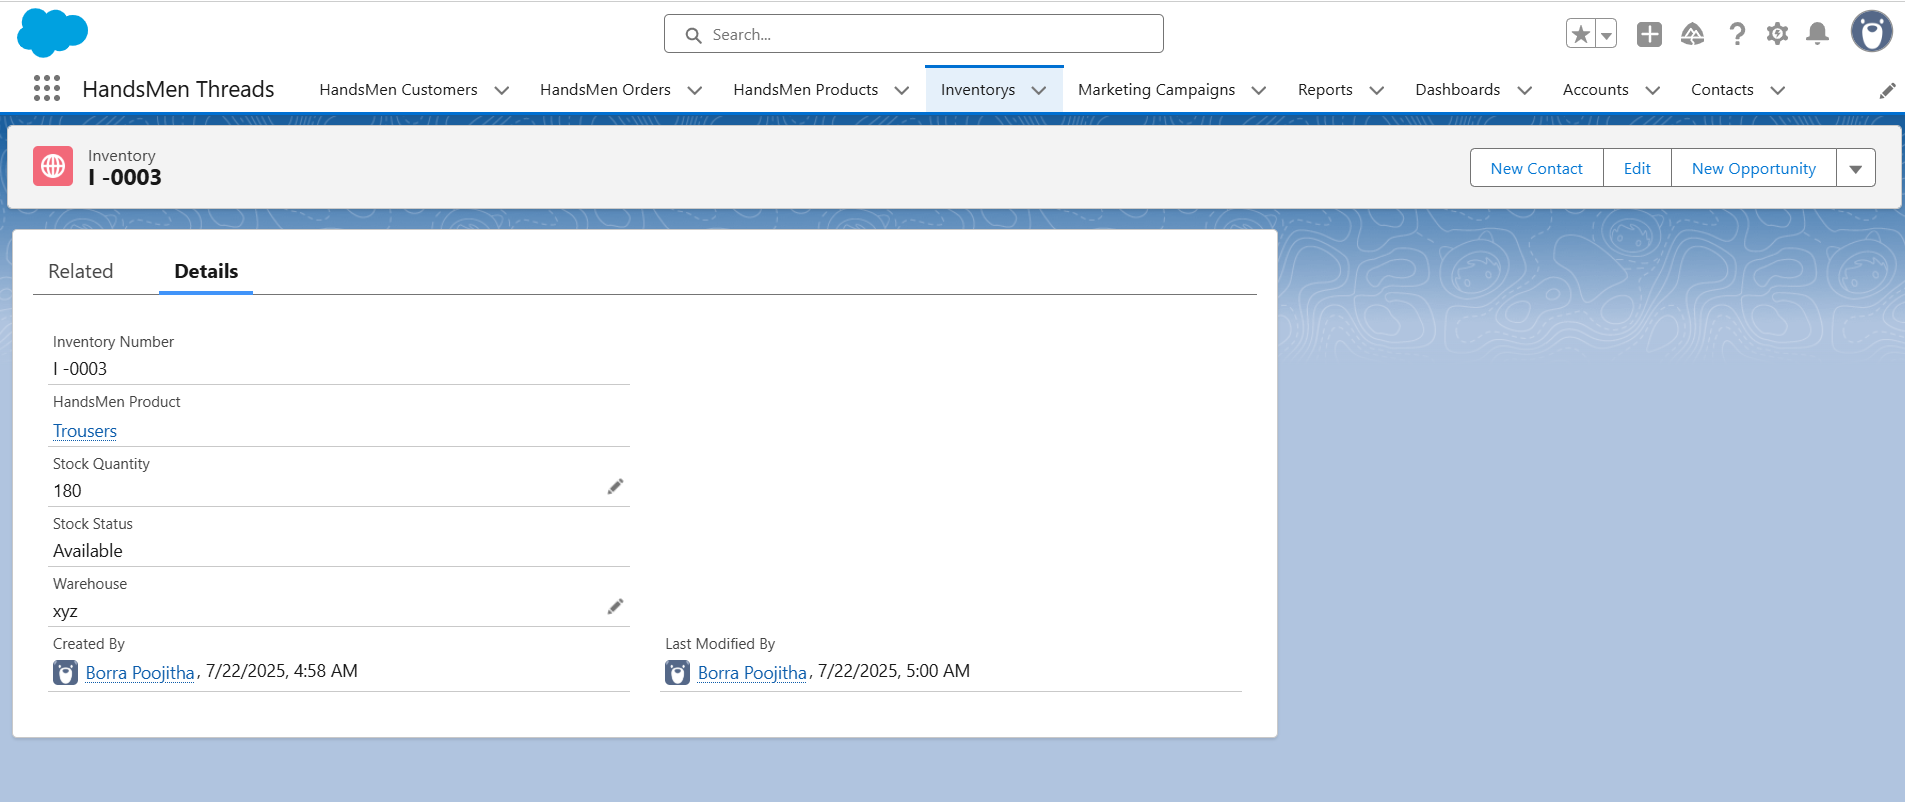 Search...
HandsMen Threads HandsMen Customers HandsMen Orders HandsMen Products Inventorys Marketing Campaigns Reports Dashboards Accounts Contacts
Inventory
I -0003
New Contact Edit New Opportunity
Related Details
Inventory Number
I -0003
HandsMen Product
Trousers
Stock Quantity
180
Stock Status
Available
Warehouse
xyz
Created By Last Modified By
Borra Poojitha, 7/22/2025, 4:58 AM Borra Poojitha, 7/22/2025, 5:00 AM